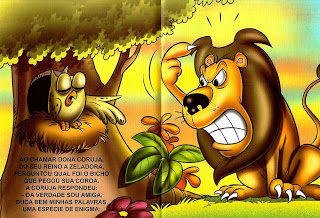 AO CHAMAR DONA CORUJA,
DO SEU REINO A ZELADORA,
PERGUNTOU QUAL FOI O BICHO
QUE PEGOU SUA COROA.
A CORUJA RESPONDEU:
-DA VERDADE SOU AMIGA.
OUÇA BEM MINHAS PALAVRAS,
UMA ESPÉCIE DE ENIGMA: